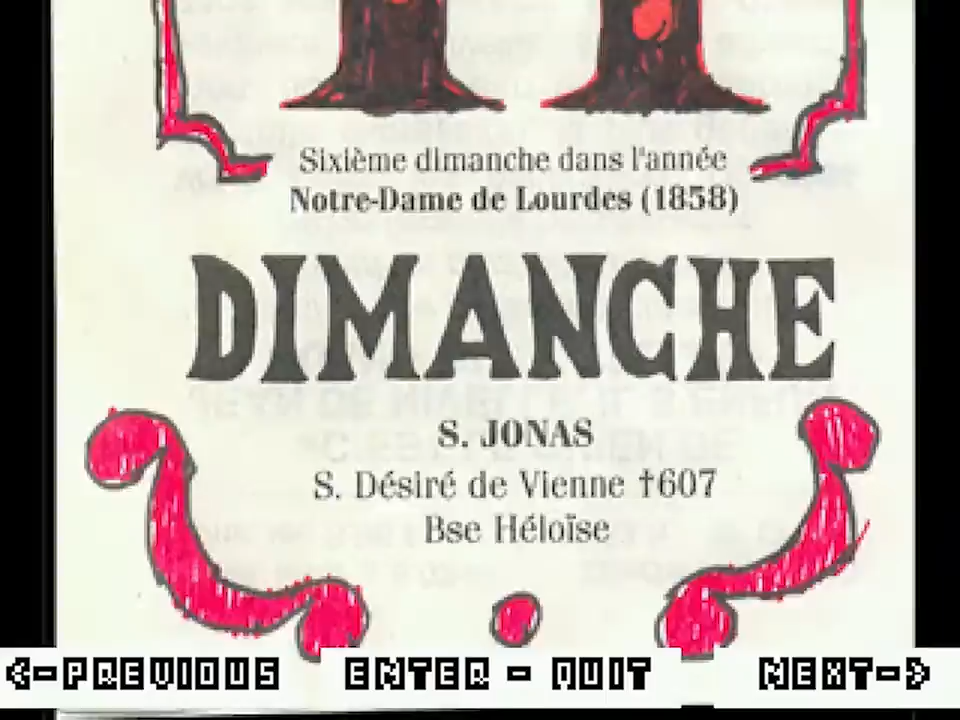 11
Sixième dimanche dans l'année
Notre-Dame de Lourdes (1858)
DIMANCHE
S. JONAS
S. Désiré de Vienne †607
Bse Héloïse
<-PREVIOUS ENTER - QUIT NEXT->